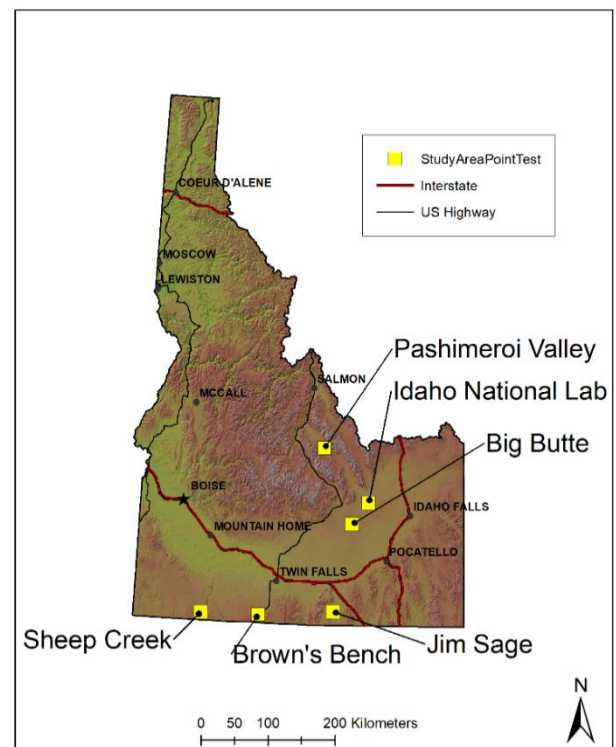 COEUR D'ALENE
StudyAreaPointTest
Interstate
US Highway
MOSCOW
LEWISTON
Pashimeroi Valley
SALMON
Idaho National Lab
MCCALL
Big Butte
BOISE
IDAHO FALLS
MOUNTAIN HOME
POCATELLO
TWIN FALLS
Sheep Creek
Brown's Bench
Jim Sage
N
0 50 100 200 Kilometers